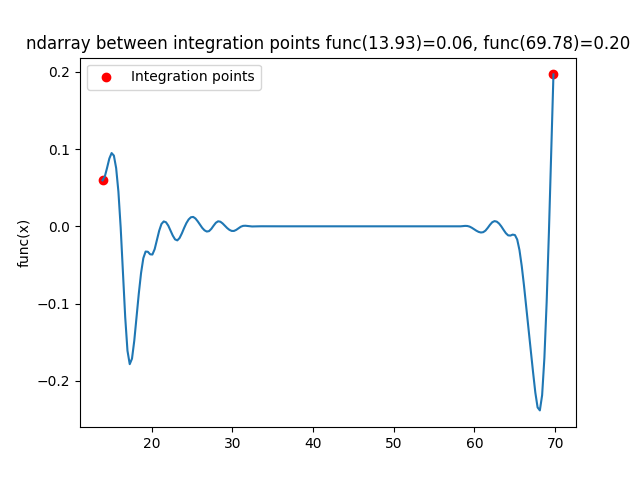 ndarray between integration points func(13.93)=0.06, func(69.78)=0.20
Integration points
func(x)
0.2
0.1
0.0
−0.1
−0.2
20 30 40 50 60 70